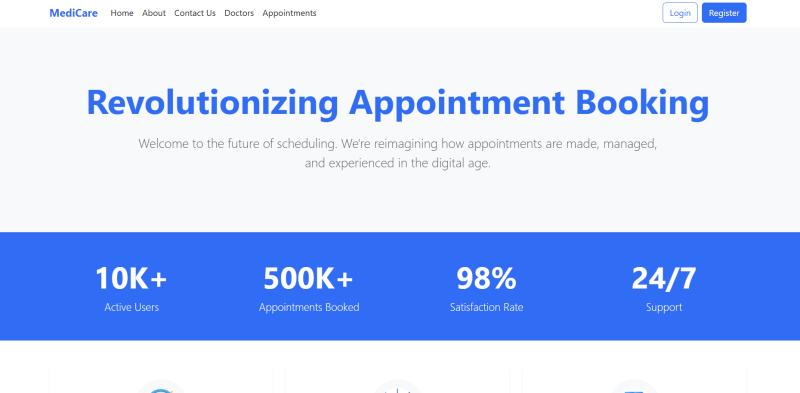 MediCare Home About Contact Us Doctors Appointments Login Register
Revolutionizing Appointment Booking
Welcome to the future of scheduling. We're reimagining how appointments are made, managed,
and experienced in the digital age.
10K+ 500K+ 98% 24/7
Active Users Appointments Booked Satisfaction Rate Support